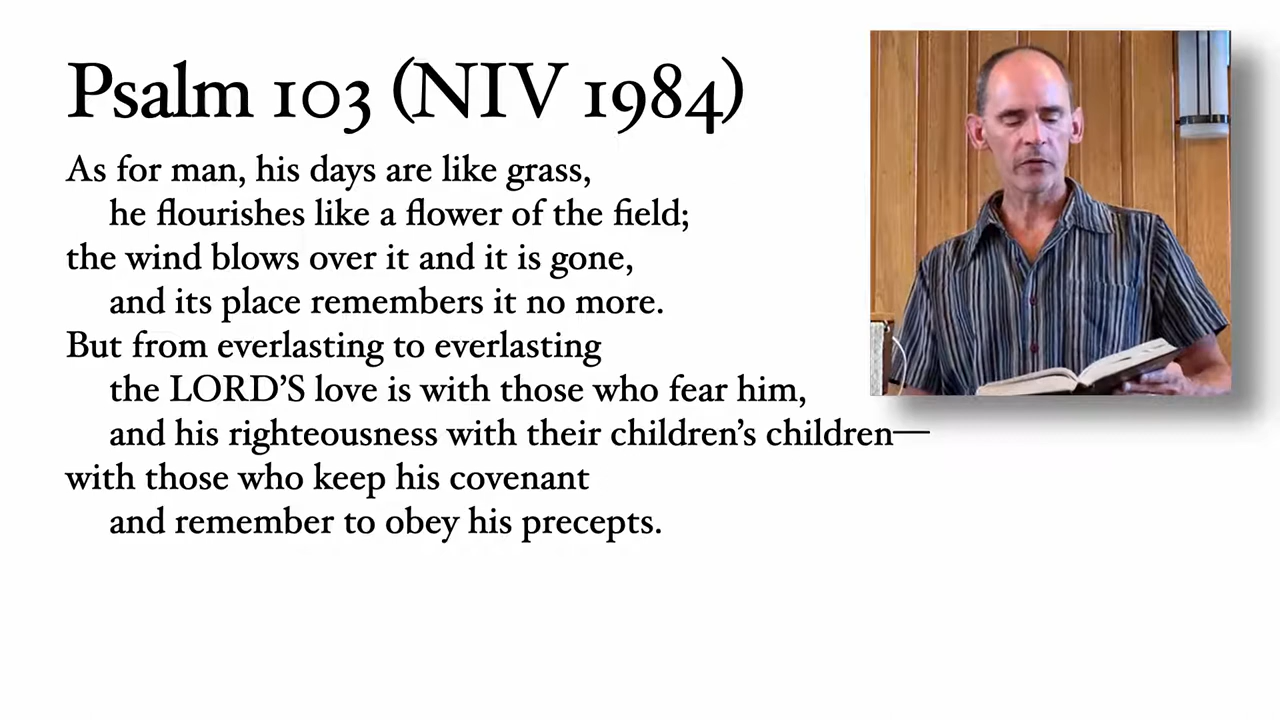 Psalm 103 (NIV 1984)
As for man, his days are like grass,
he flourishes like a flower of the field;
the wind blows over it and it is gone,
and its place remembers it no more.
But from everlasting to everlasting
the LORD’S love is with those who fear him,
and his righteousness with their children’s children—
with those who keep his covenant
and remember to obey his precepts.